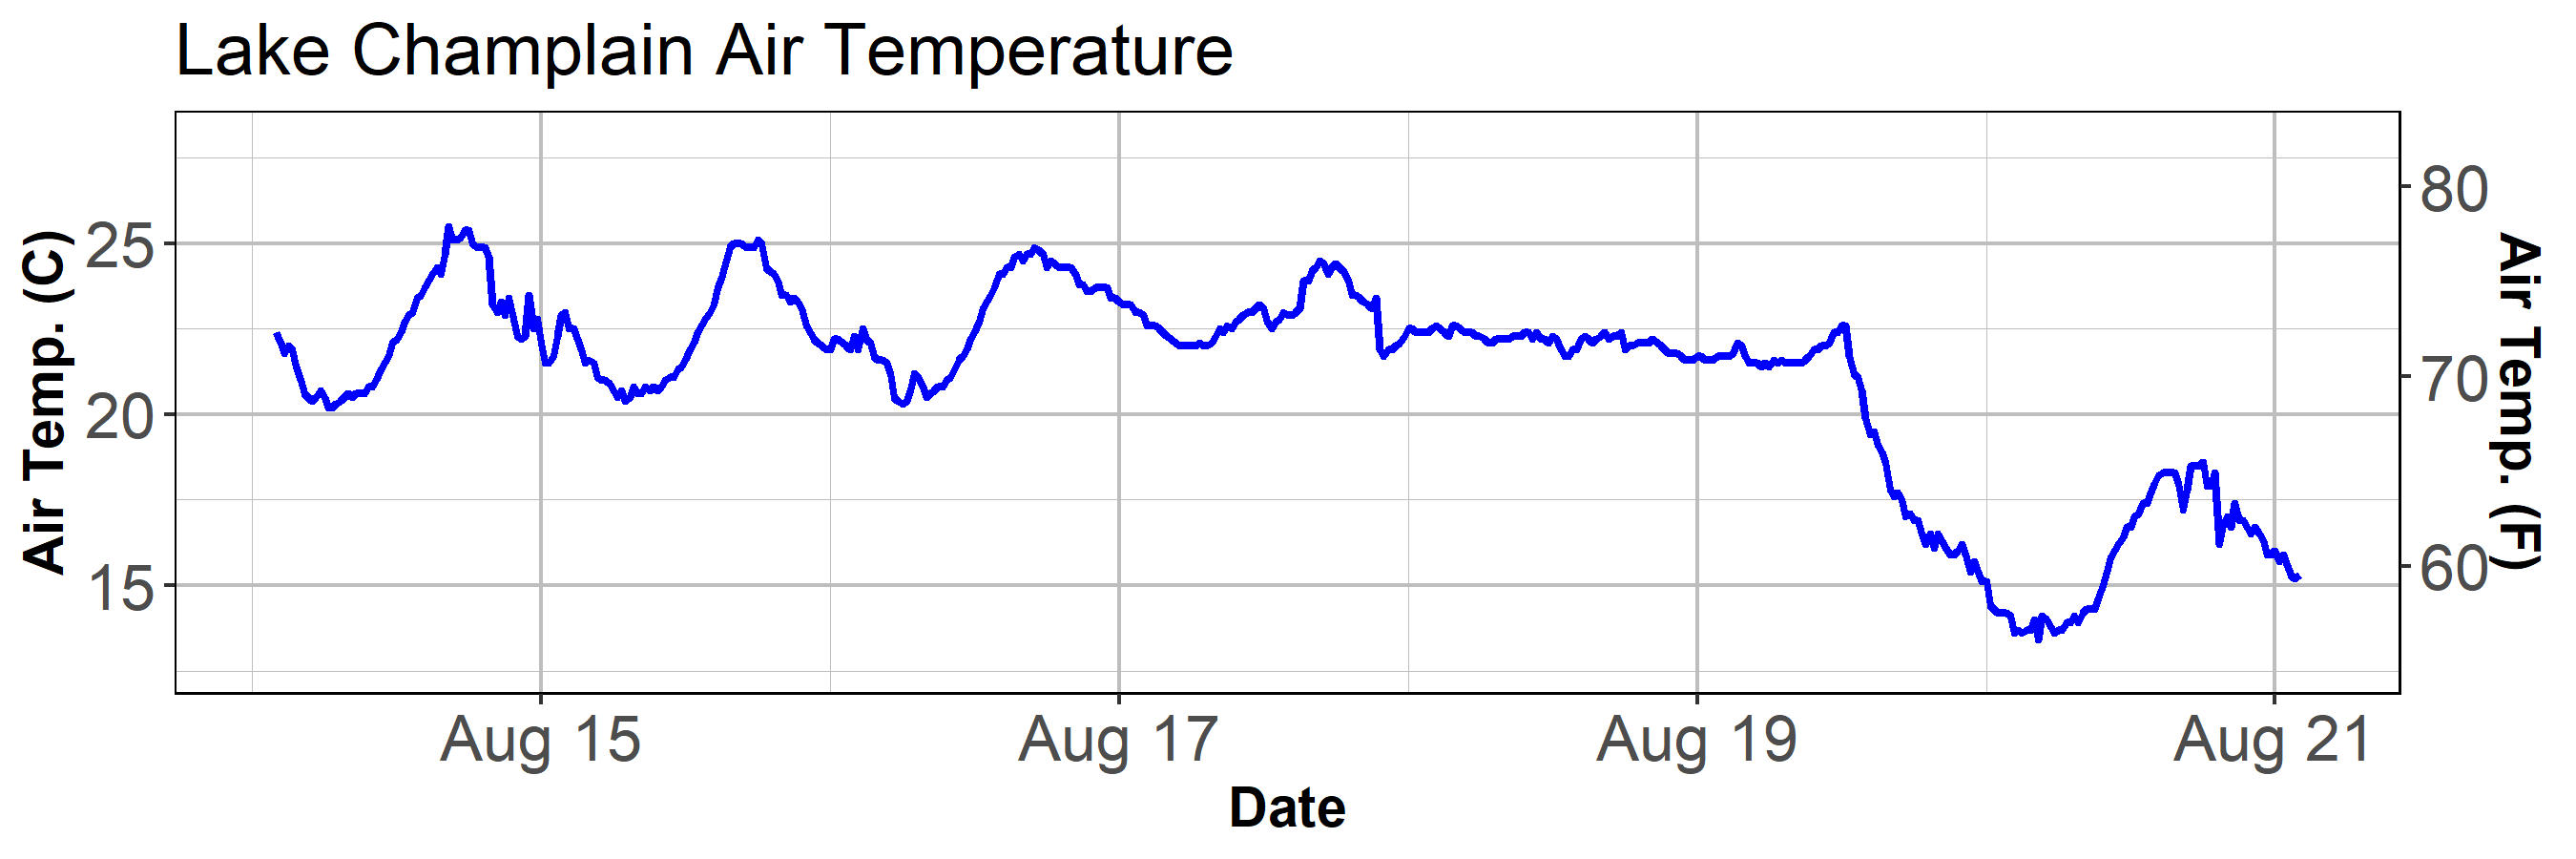 Lake Champlain Air Temperature
Air Temp. (C)
25
20
15
80
70
60
Air Temp. (F)
Aug 15
Aug 17
Aug 19
Aug 21
Date